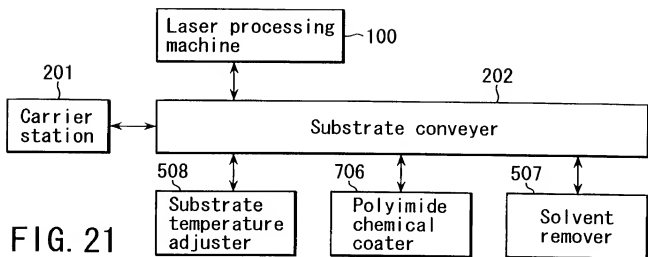 Laser processing
machine
100
201
202
Carrier
station
Substrate conveyer
508
706
507
Substrate
temperature
adjuster
Polyimide
chemical
coater
Solvent
remover
FIG. 21